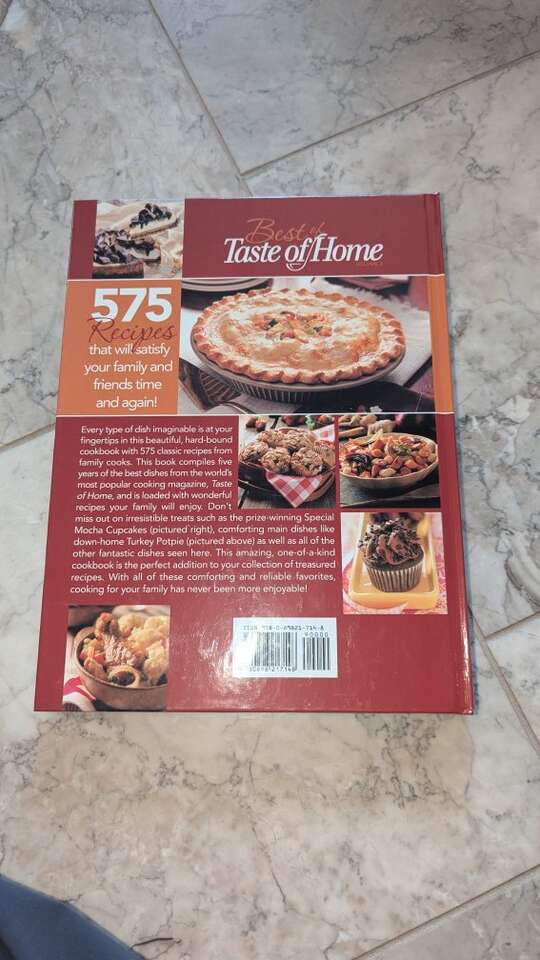 Best of
Taste of Home
575
Recipes
that will satisfy
your family and
friends time
and again!
Every type of dish imaginable is at your
fingertips in this beautiful, hard-bound
cookbook with 575 classic recipes from
family cooks. This book compiles five
years of the best dishes from the world's
most popular cooking magazine, Taste
of Home, and is loaded with wonderful
recipes your family will enjoy. Don't
miss out on irresistible treats such as the prize-winning Special
Mocha Cupcakes (pictured right), comforting main dishes like
down-home Turkey Potpie (pictured above) as well as all of the
other fantastic dishes seen here. This amazing, one-of-a-kind
cookbook is the perfect addition to your collection of treasured
recipes. With all of these comforting and reliable favorites,
cooking for your family has never been more enjoyable!
ISBN 978-0-89821-714-8
90000